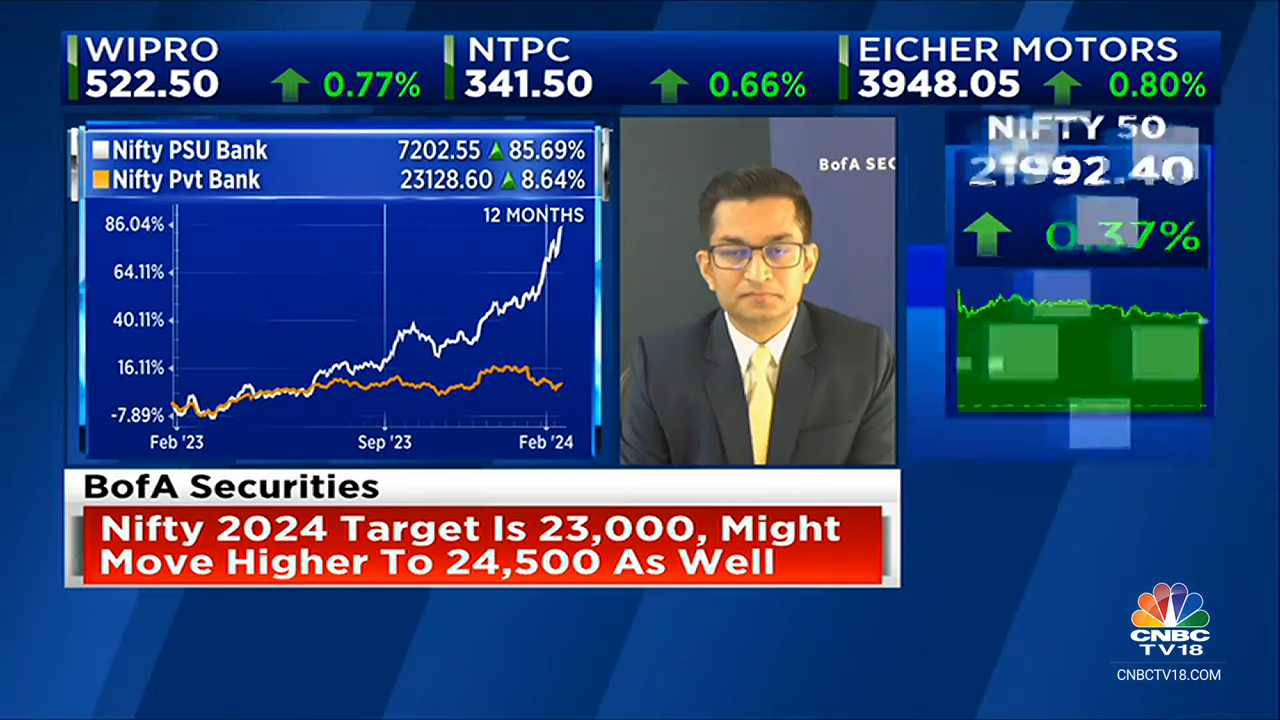 WIPRO
522.50 0.77%
NTPC
341.50 0.66%
EICHER MOTORS
3948.05 0.80%
Nifty PSU Bank 7202.55 85.69%
Nifty Pvt Bank 23128.60 8.64%
12 MONTHS
86.04%
64.11%
40.11%
16.11%
-7.89%
Feb '23 Sep '23 Feb '24
BofA SEC
NIFTY 50
21992.40
0.37%
BofA Securities
Nifty 2024 Target Is 23,000, Might
Move Higher To 24,500 As Well
CNBC
TV18
CNBCTV18.COM